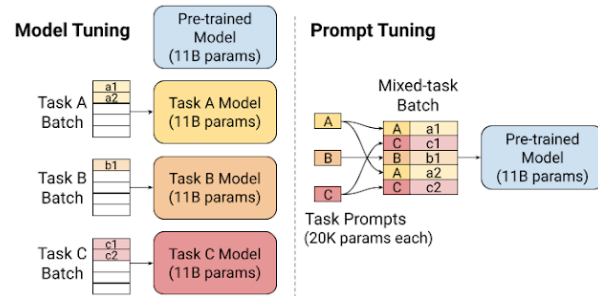 Model Tuning
Pre-trained
Model
(11B params)
Task A
Batch
a1
a2
Task A Model
(11B params)
Task B
Batch
b1
Task B Model
(11B params)
Task C
Batch
c1
c2
Task C Model
(11B params)
Prompt Tuning
Mixed-task
Batch
A
B
C
A a1
C c1
B b1
A a2
C c2
Task Prompts
(20K params each)
Pre-trained
Model
(11B params)